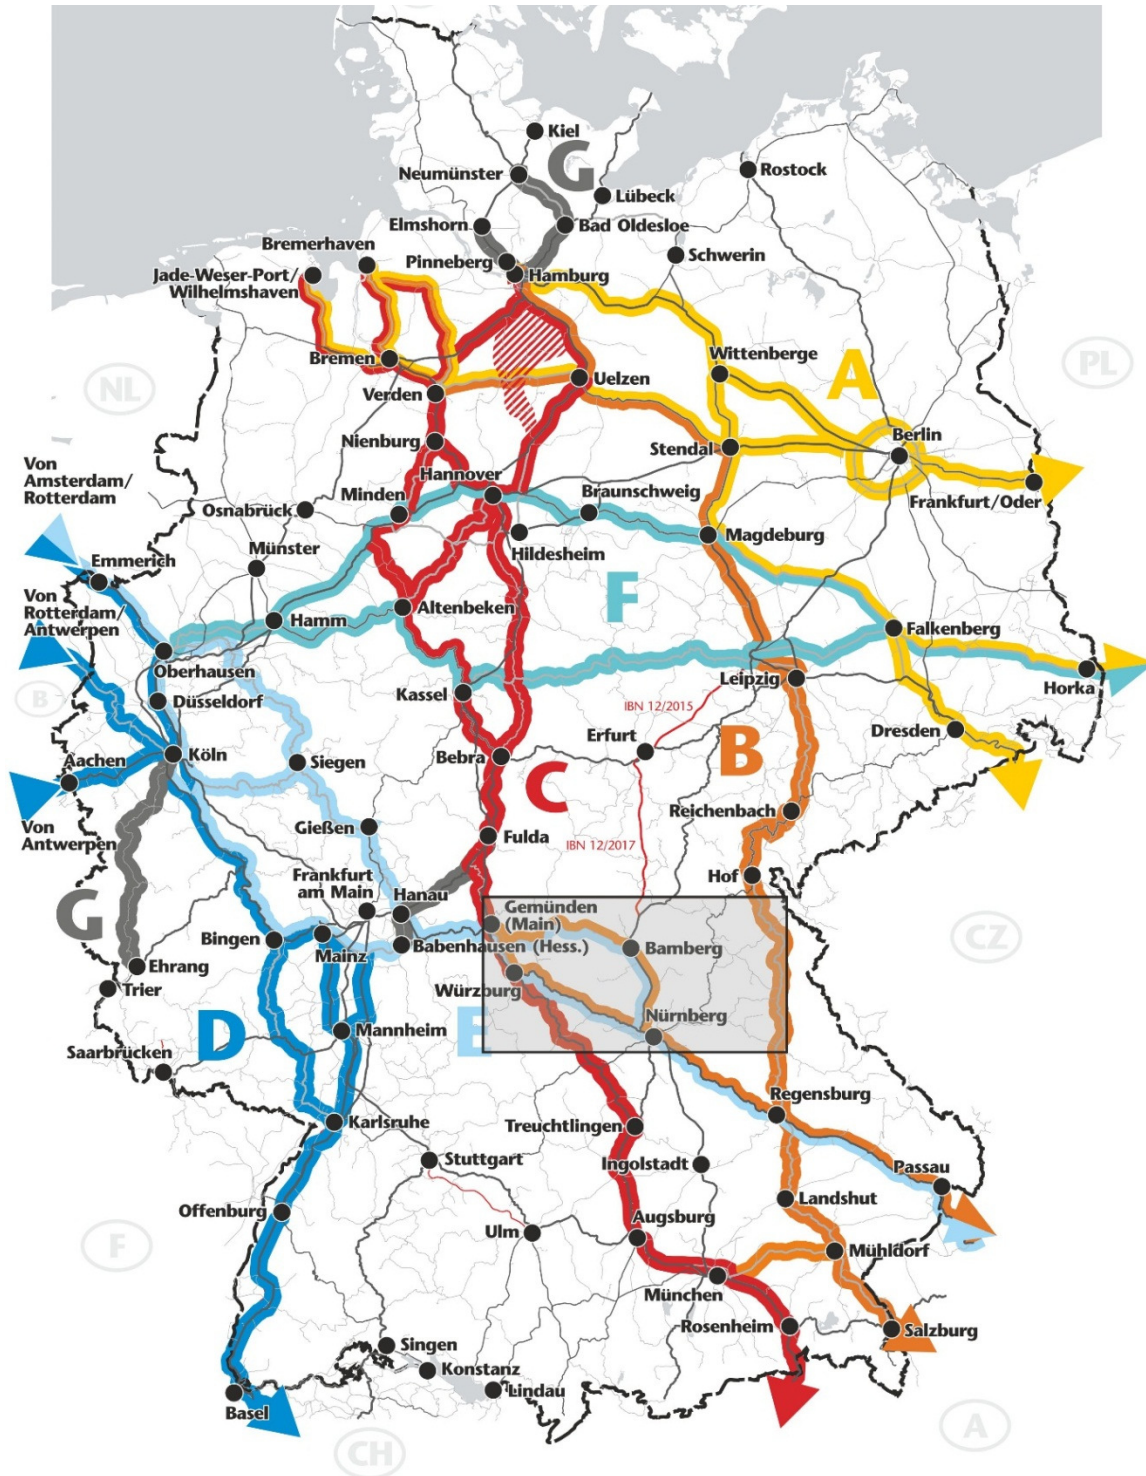 Kiel
G
Neumünster
Rostock
Lübeck
Elmshorn
Bad Oldesloe
Bremerhaven
Schwerin
Pinneberg
Hamburg
Jade-Weser-Port/
Wilhelmshaven
Bremen
Wittenberge
A
PL
NL
Verden
Uelzen
Nienburg
Stendal
Berlin
Von
Amsterdam/
Rotterdam
Hannover
Minden
Braunschweig
Frankfurt/Oder
Osnabrück
Hildesheim
Magdeburg
Münster
Emmerich
Von
Rotterdam/
Antwerpen
F
Altenbeken
Hamm
Falkenberg
Oberhausen
Horka
B
Düsseldorf
Kassel
Leipzig
IBN 12/2015
Dresden
Erfurt
B
Aachen
Köln
Siegen
Bebra
C
Reichenbach
Von
Antwerpen
Gießen
Fulda
IBN 12/2017
Hof
Frankfurt
am Main
Hanau
G
Gemünden
(Main)
CZ
Bingen
Mainz
Babenhausen (Hess.)
Bamberg
Ehrang
Würzburg
Trier
Nürnberg
D
Mannheim
E
Saarbrücken
Regensburg
Karlsruhe
Treuchtlingen
Stuttgart
Ingolstadt
Passau
Landshut
Offenburg
Augsburg
Ulm
Mühldorf
F
München
Rosenheim
Salzburg
Singen
Konstanz
Lindau
Basel
A
CH